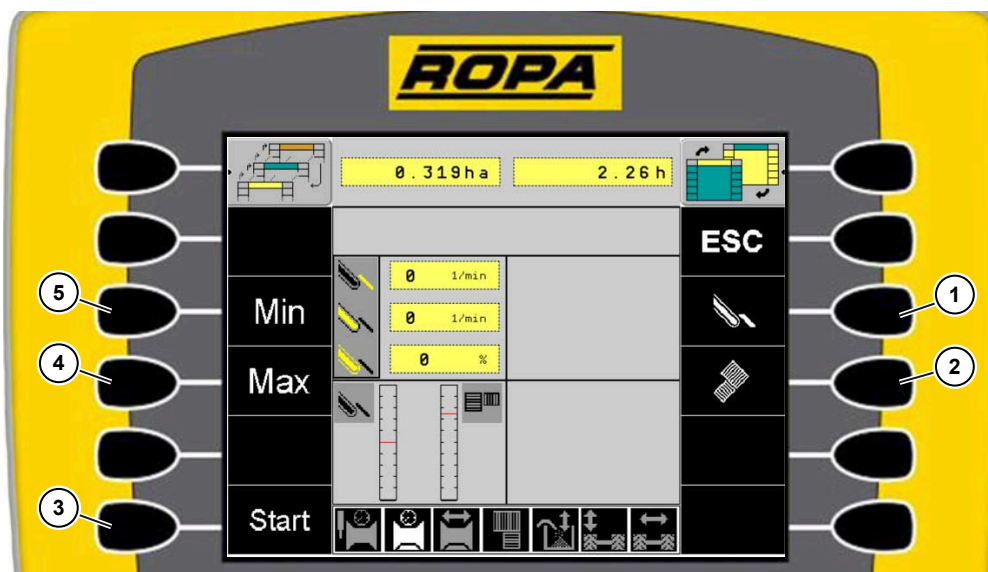 ROPA
0.319ha
2.26h
ESC
5
Min
0 1/min
1
0 1/min
4
Max
0 %
2
3
Start